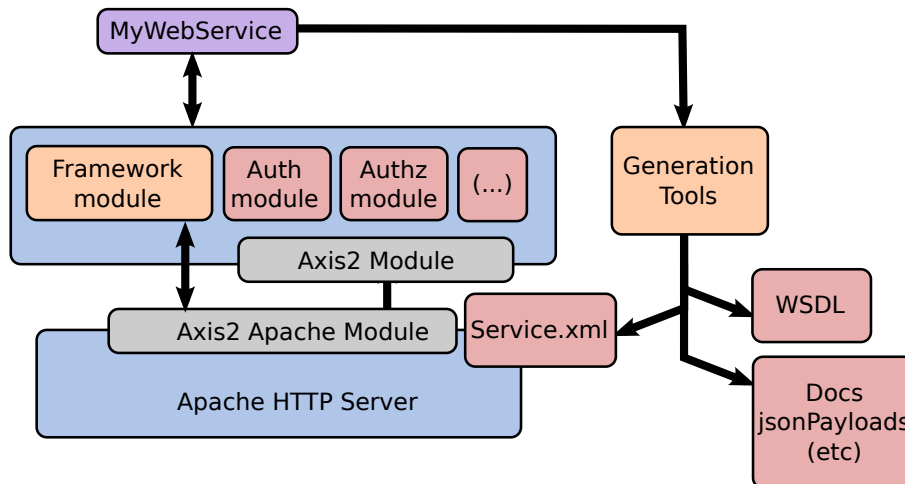 MyWebService
Framework
module
Auth
module
Authz
module
(...)
Generation
Tools
Axis2 Module
Axis2 Apache Module
Service.xml
WSDL
Apache HTTP Server
Docs
jsonPayloads
(etc)